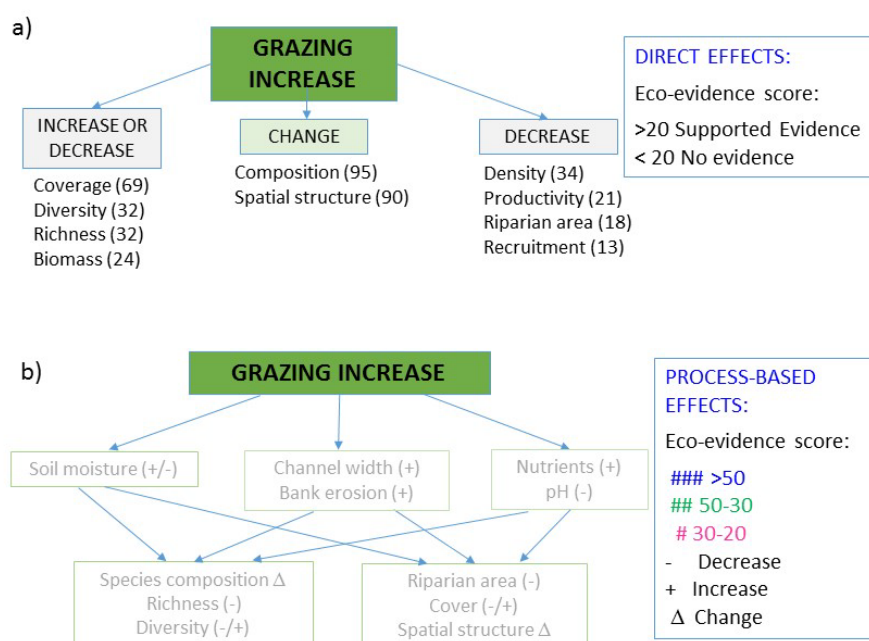 a)
GRAZING
INCREASE
INCREASE OR
DECREASE
Coverage (69)
Diversity (32)
Richness (32)
Biomass (24)
CHANGE
Composition (95)
Spatial structure (90)
DECREASE
Density (34)
Productivity (21)
Riparian area (18)
Recruitment (13)
DIRECT EFFECTS:
Eco-evidence score:
>20 Supported Evidence
< 20 No evidence
b)
GRAZING INCREASE
Soil moisture (+/-)
Channel width (+)
Bank erosion (+)
Nutrients (+)
pH (-)
Species composition Δ
Richness (-)
Diversity (-/+)
Riparian area (-)
Cover (-/+)
Spatial structure Δ
PROCESS-BASED
EFFECTS:
Eco-evidence score:
### >50
## 50-30
# 30-20
- Decrease
+ Increase
Δ Change